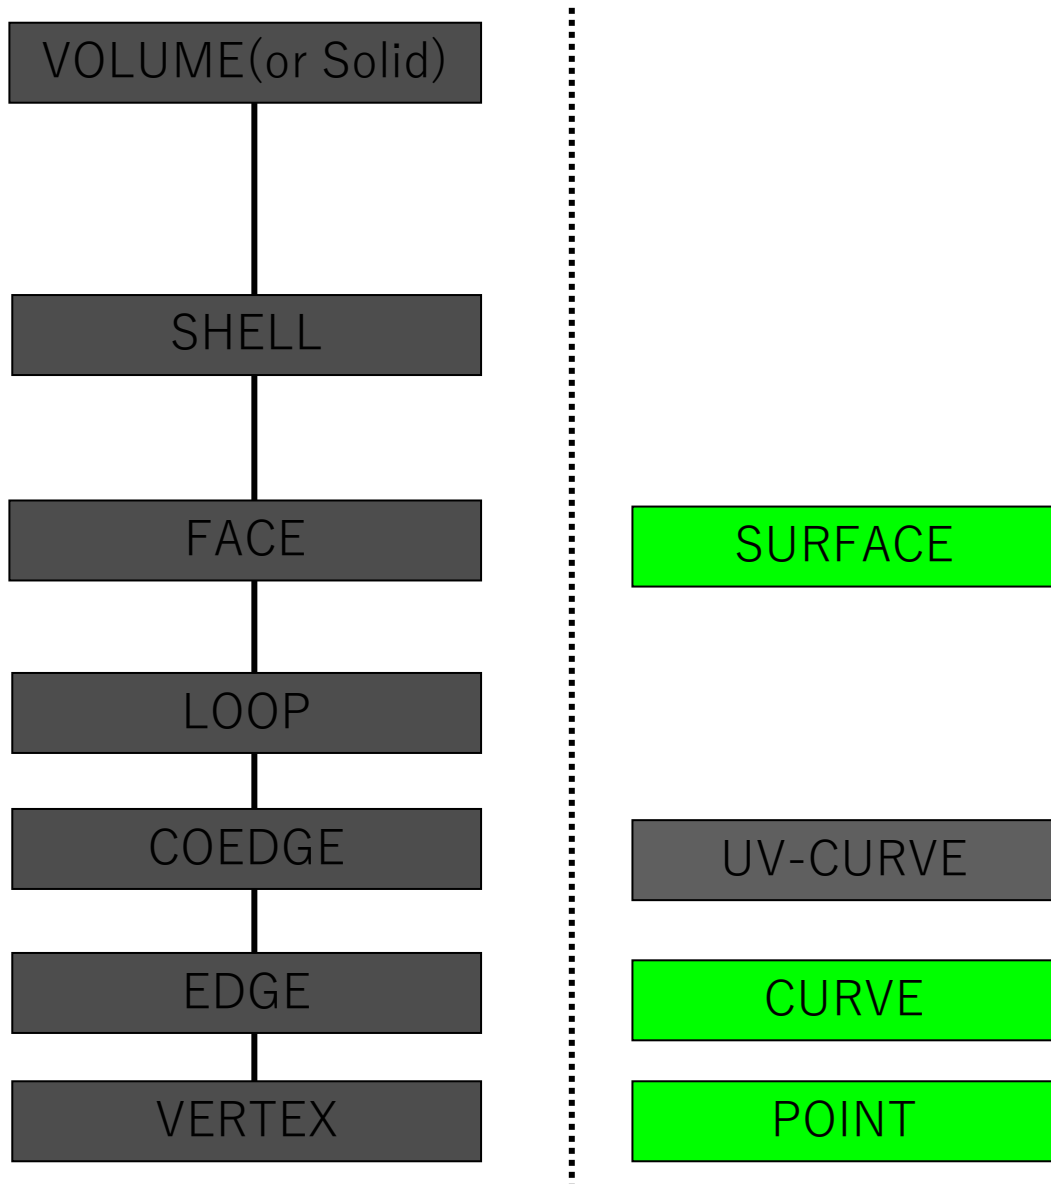 VOLUME(or Solid)
SHELL
FACE
SURFACE
LOOP
COEDGE
UV-CURVE
EDGE
CURVE
VERTEX
POINT